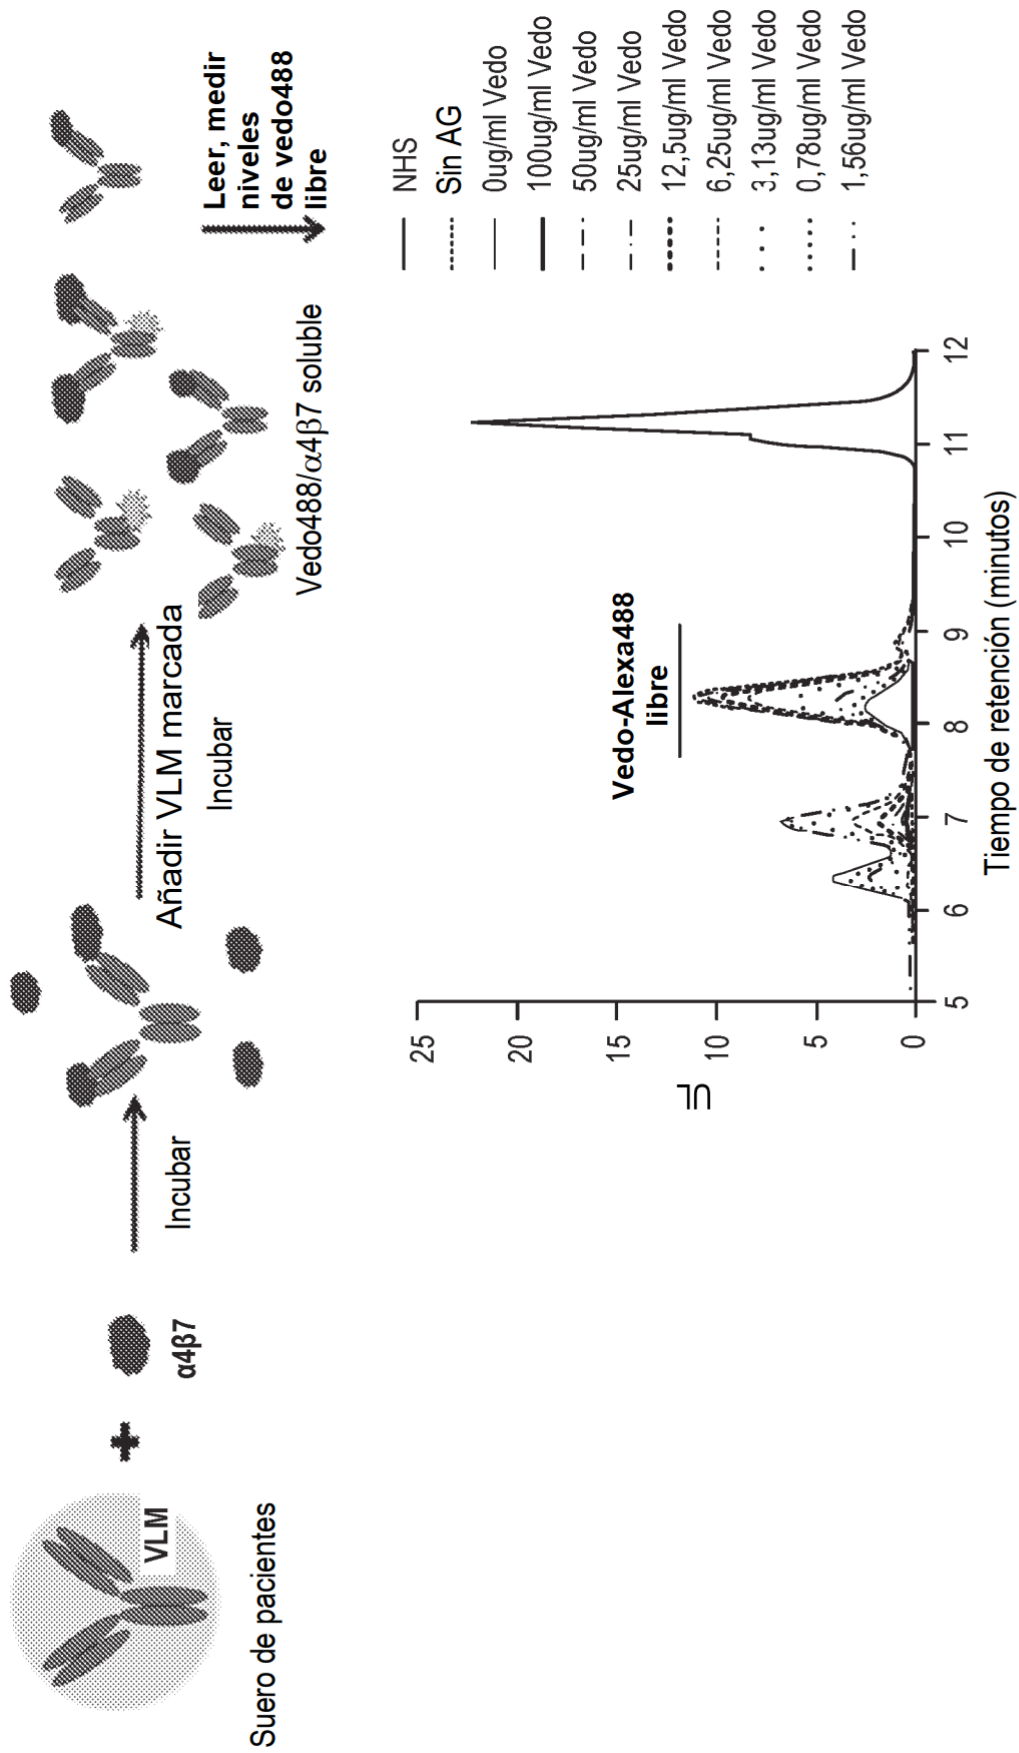 Suero de pacientes
VLM
+
α4β7
Incubar
Añadir VLM marcada
Incubar
Vedo488/α4β7 soluble
Leer, medir
niveles
de vedo488
libre
UL
25
20
15
10
5
0
5
6
7
8
9
10
11
12
Tiempo de retención (minutos)
Vedo-Alexa488
libre
NHS
Sin AG
0ug/ml Vedo
100ug/ml Vedo
50ug/ml Vedo
25ug/ml Vedo
12,5ug/ml Vedo
6,25ug/ml Vedo
3,13ug/ml Vedo
0,78ug/ml Vedo
1,56ug/ml Vedo